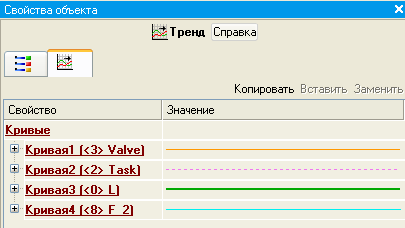 Свойства объекта
Тренд Справка
Копировать Вставить Заменить
Свойство Значение
Кривые
Кривая1 (<3> Valve)
Кривая2 (<2> Task)
Кривая3 (<0> L)
Кривая4 (<8> F_2)